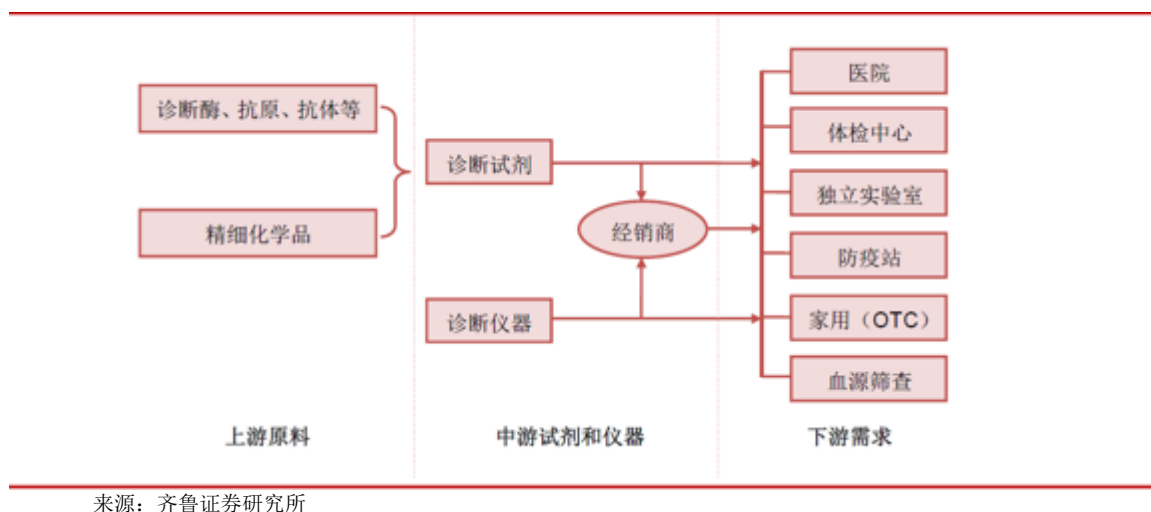 诊断酶、抗原、抗体等
精细化学品
诊断试剂
经销商
诊断仪器
医院
体检中心
独立实验室
防疫站
家用（OTC）
血源筛查
上游原料
中游试剂和仪器
下游需求
来源：齐鲁证券研究所